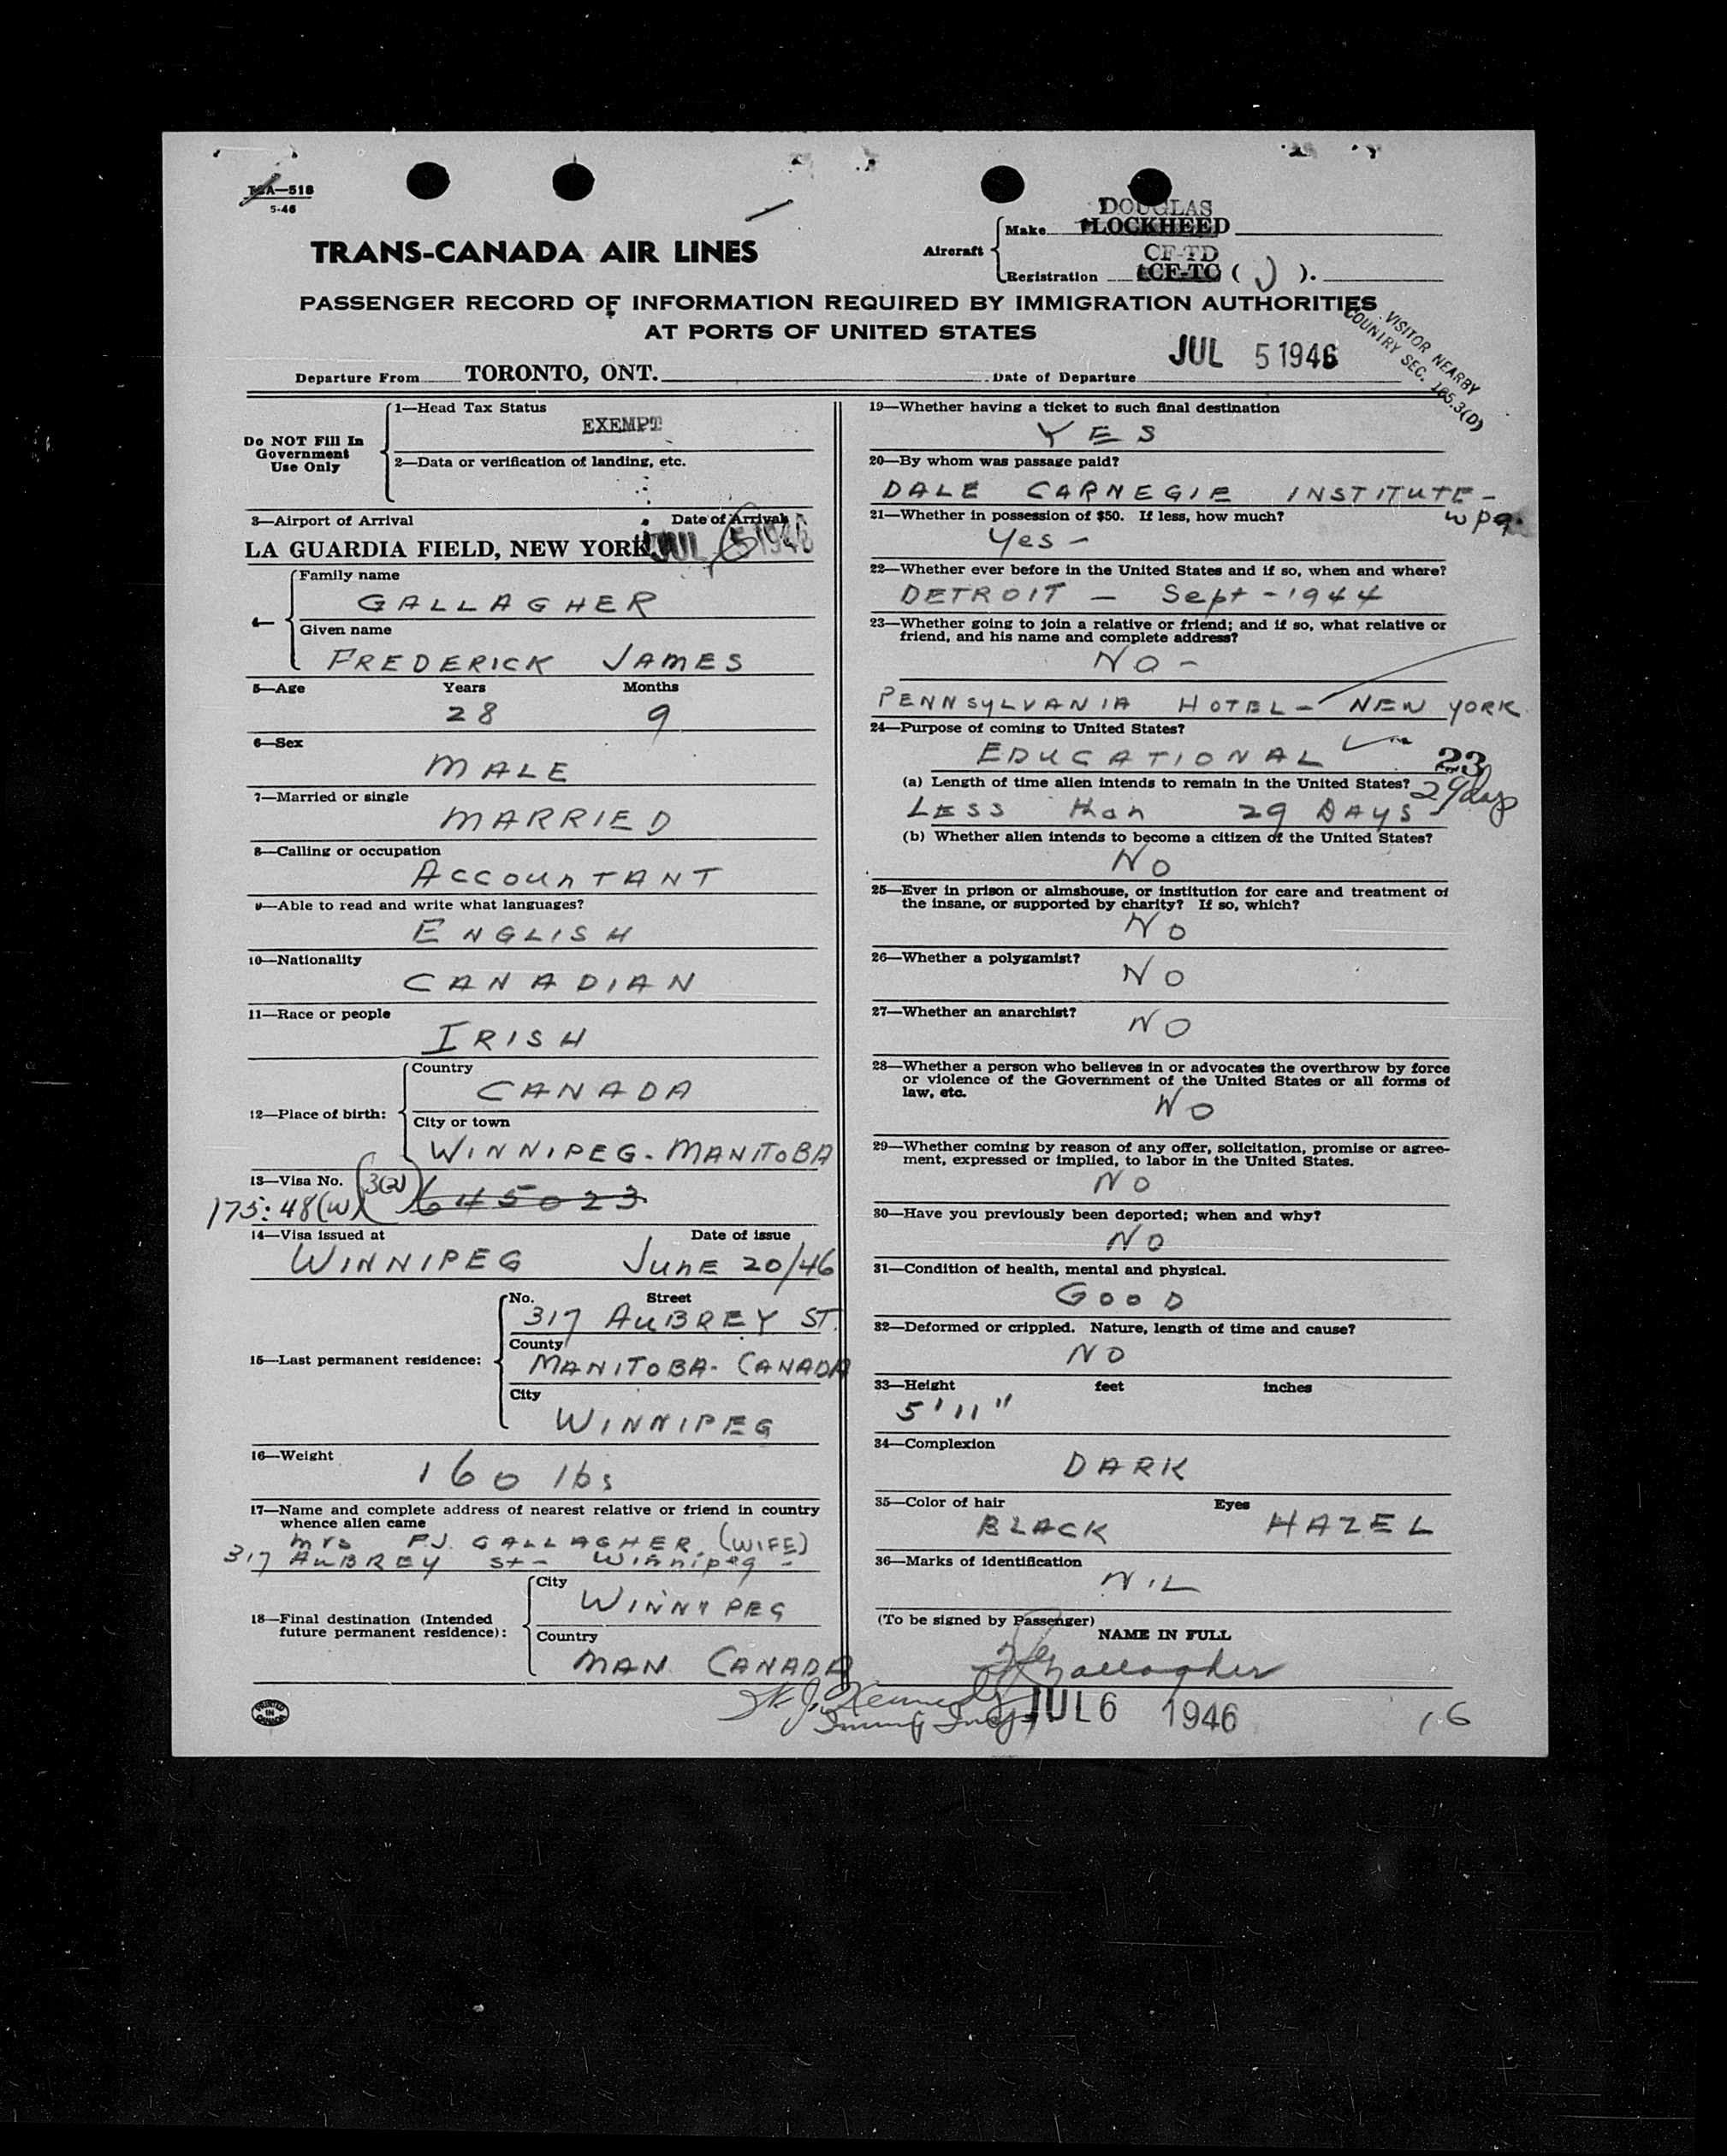 TCA—518
5-46
TRANS-CANADA AIR LINES
Aircraft
Make
DOUGLAS
LOCKHEED
Registration
CF-TD
CF-TC ( J ).
PASSENGER RECORD OF INFORMATION REQUIRED BY IMMIGRATION AUTHORITIES
AT PORTS OF UNITED STATES
VISITOR NEARBY
COUNTRY SEC. 165.3(D)
Departure From TORONTO, ONT.
Date of Departure JUL 5 1946
Do NOT Fill In
Government
Use Only
1—Head Tax Status
EXEMPT
2—Data or verification of landing, etc.
3—Airport of Arrival Date of Arrival
LA GUARDIA FIELD, NEW YORK JUL 5 1946
4—
Family name
GALLAGHER
Given name
FREDERICK JAMES
5—Age Years Months
28 9
6—Sex
MALE
7—Married or single
MARRIED
8—Calling or occupation
ACCOUNTANT
9—Able to read and write what languages?
ENGLISH
10—Nationality
CANADIAN
11—Race or people
IRISH
12—Place of birth:
Country
CANADA
City or town
WINNIPEG-MANITOBA
13—Visa No. 3(2) 645023
175:48(W)
14—Visa issued at Date of issue
WINNIPEG JUNE 20/46
15—Last permanent residence:
No. Street
317 AUBREY ST.
County
MANITOBA-CANADA
City
WINNIPEG
16—Weight
160 lbs
17—Name and complete address of nearest relative or friend in country
whence alien came
Mrs F.J. GALLAGHER. (WIFE)
317 AUBREY St- Winnipeg-
18—Final destination (Intended
future permanent residence):
City
WINNIPEG
Country
MAN. CANADA
PRINTED
IN
CANADA
19—Whether having a ticket to such final destination
YES
20—By whom was passage paid?
DALE CARNEGIE INSTITUTE-
wpg.
21—Whether in possession of $50. If less, how much?
Yes-
22—Whether ever before in the United States and if so, when and where?
DETROIT - Sept-1944
23—Whether going to join a relative or friend; and if so, what relative or
friend, and his name and complete address?
NO-
PENNSYLVANIA HOTEL- NEW YORK
24—Purpose of coming to United States?
EDUCATIONAL
23
(a) Length of time alien intends to remain in the United States? 29 days
LESS than 29 DAYS
(b) Whether alien intends to become a citizen of the United States?
NO
25—Ever in prison or almshouse, or institution for care and treatment of
the insane, or supported by charity? If so, which?
NO
26—Whether a polygamist?
NO
27—Whether an anarchist?
NO
28—Whether a person who believes in or advocates the overthrow by force
or violence of the Government of the United States or all forms of
law, etc.
NO
29—Whether coming by reason of any offer, solicitation, promise or agree-
ment, expressed or implied, to labor in the United States.
NO
30—Have you previously been deported; when and why?
NO
31—Condition of health, mental and physical.
GOOD
32—Deformed or crippled. Nature, length of time and cause?
NO
33—Height feet inches
5'11"
34—Complexion
DARK
35—Color of hair Eyes
BLACK HAZEL
36—Marks of identification
NIL
(To be signed by Passenger)
NAME IN FULL
Gallagher
Kennedy
JUL 6 1946
16